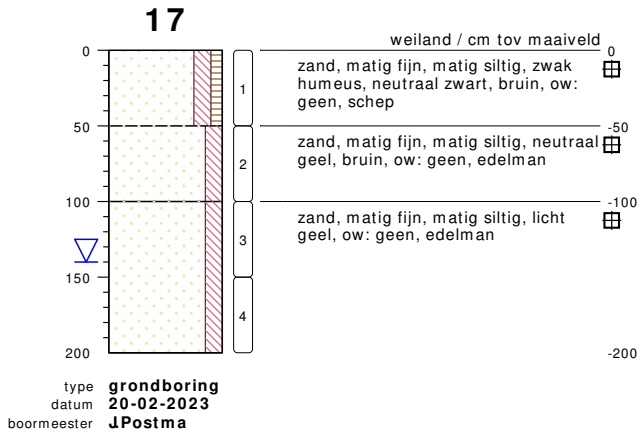 17
weiland / cm tov maaiveld
0
0
zand, matig fijn, matig siltig, zwak
humeus, neutraal zwart, bruin, ow:
geen, schep
1
50
-50
zand, matig fijn, matig siltig, neutraal
geel, bruin, ow: geen, edelman
2
100
-100
zand, matig fijn, matig siltig, licht
geel, ow: geen, edelman
3
150
4
200
-200
type grondboring
datum 20-02-2023
boormeester J.Postma